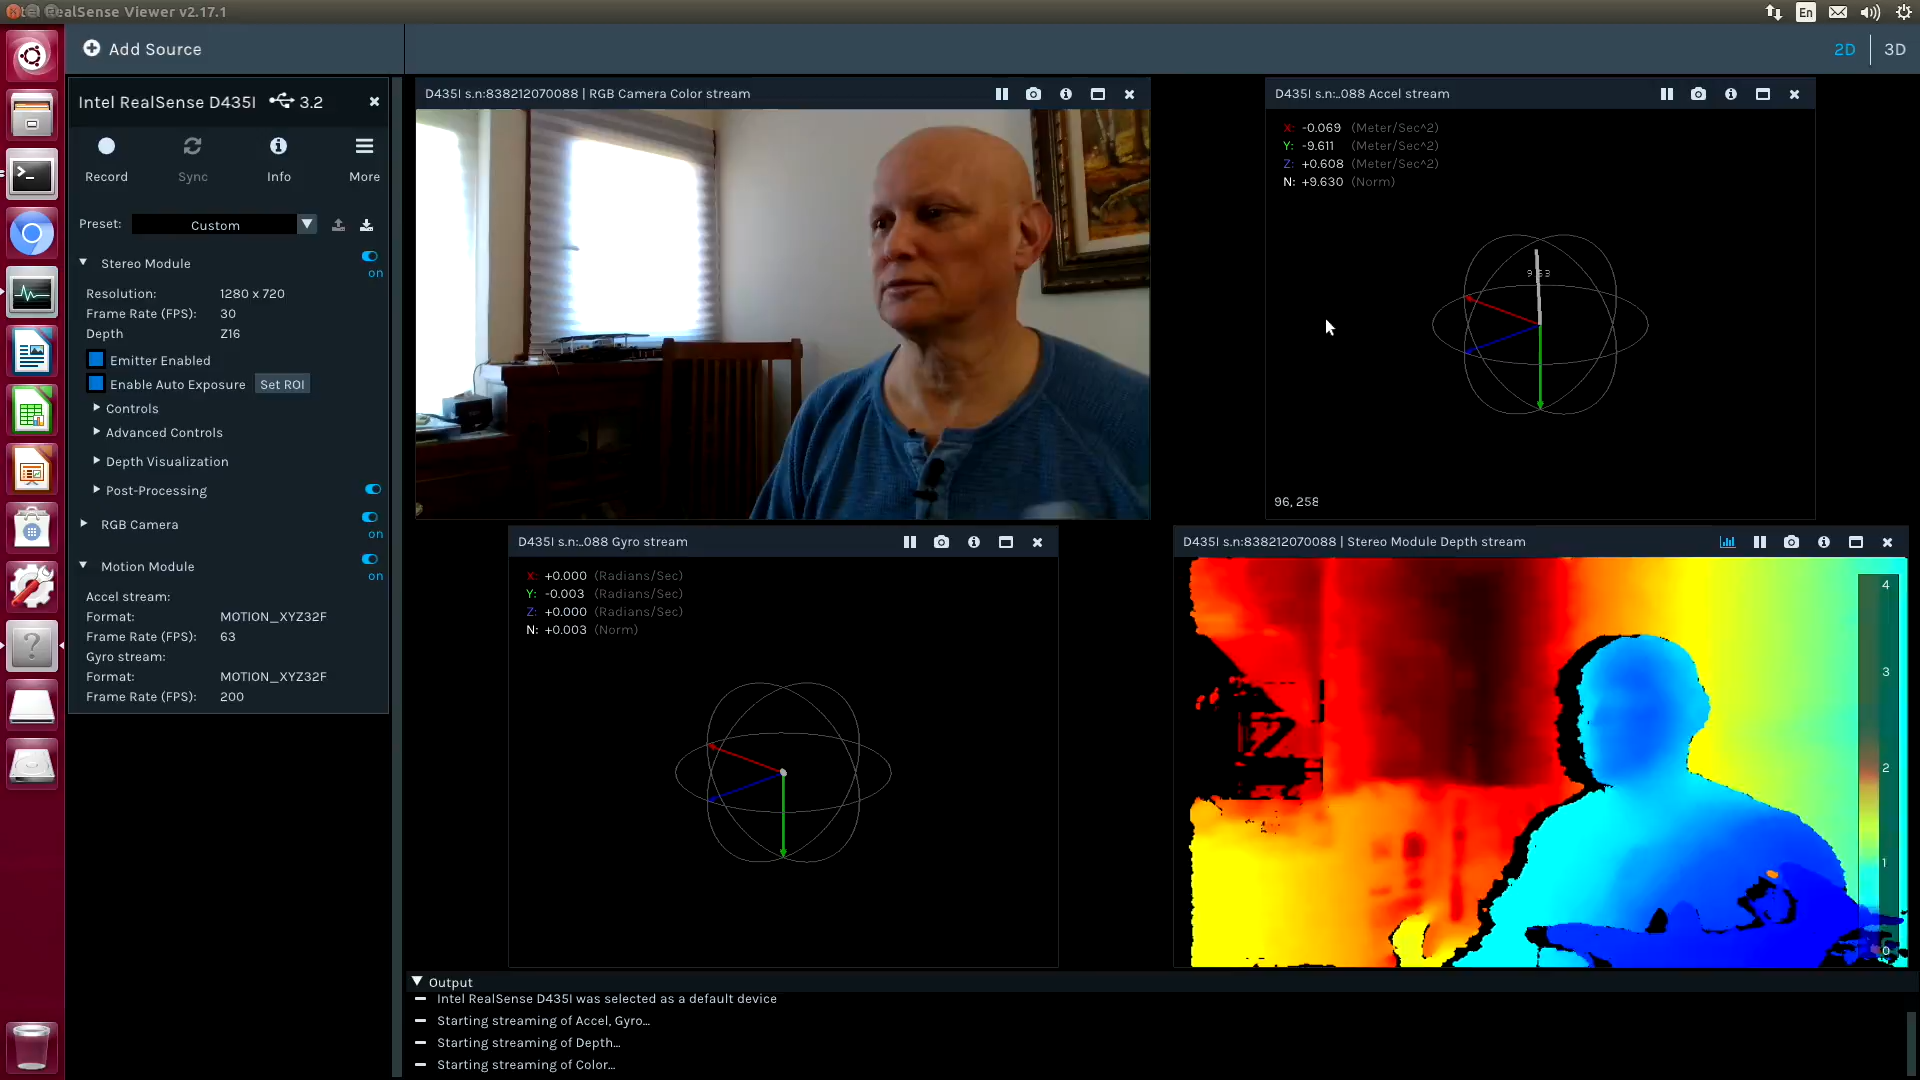 Intel RealSense Viewer v2.17.1
En
Add Source
2D
3D
Intel RealSense D435I
3.2
Record
Sync
Info
More
Preset:
Custom
Stereo Module
on
Resolution: 1280 x 720
Frame Rate (FPS): 30
Depth Z16
Emitter Enabled
Enable Auto Exposure
Set ROI
Controls
Advanced Controls
Depth Visualization
Post-Processing
RGB Camera
on
Motion Module
on
Accel stream:
Format: MOTION_XYZ32F
Frame Rate (FPS): 63
Gyro stream:
Format: MOTION_XYZ32F
Frame Rate (FPS): 200
D435I s.n:838212070088 | RGB Camera Color stream
D435I s.n:..088 Accel stream
X: -0.069 (Meter/Sec^2)
Y: -9.611 (Meter/Sec^2)
Z: +0.608 (Meter/Sec^2)
N: +9.630 (Norm)
96, 258
D435I s.n:..088 Gyro stream
X: +0.000 (Radians/Sec)
Y: -0.003 (Radians/Sec)
Z: +0.000 (Radians/Sec)
N: +0.003 (Norm)
D435I s.n:838212070088 | Stereo Module Depth stream
4
3
2
1
0
Output
Intel RealSense D435I was selected as a default device
Starting streaming of Accel, Gyro...
Starting streaming of Depth...
Starting streaming of Color...